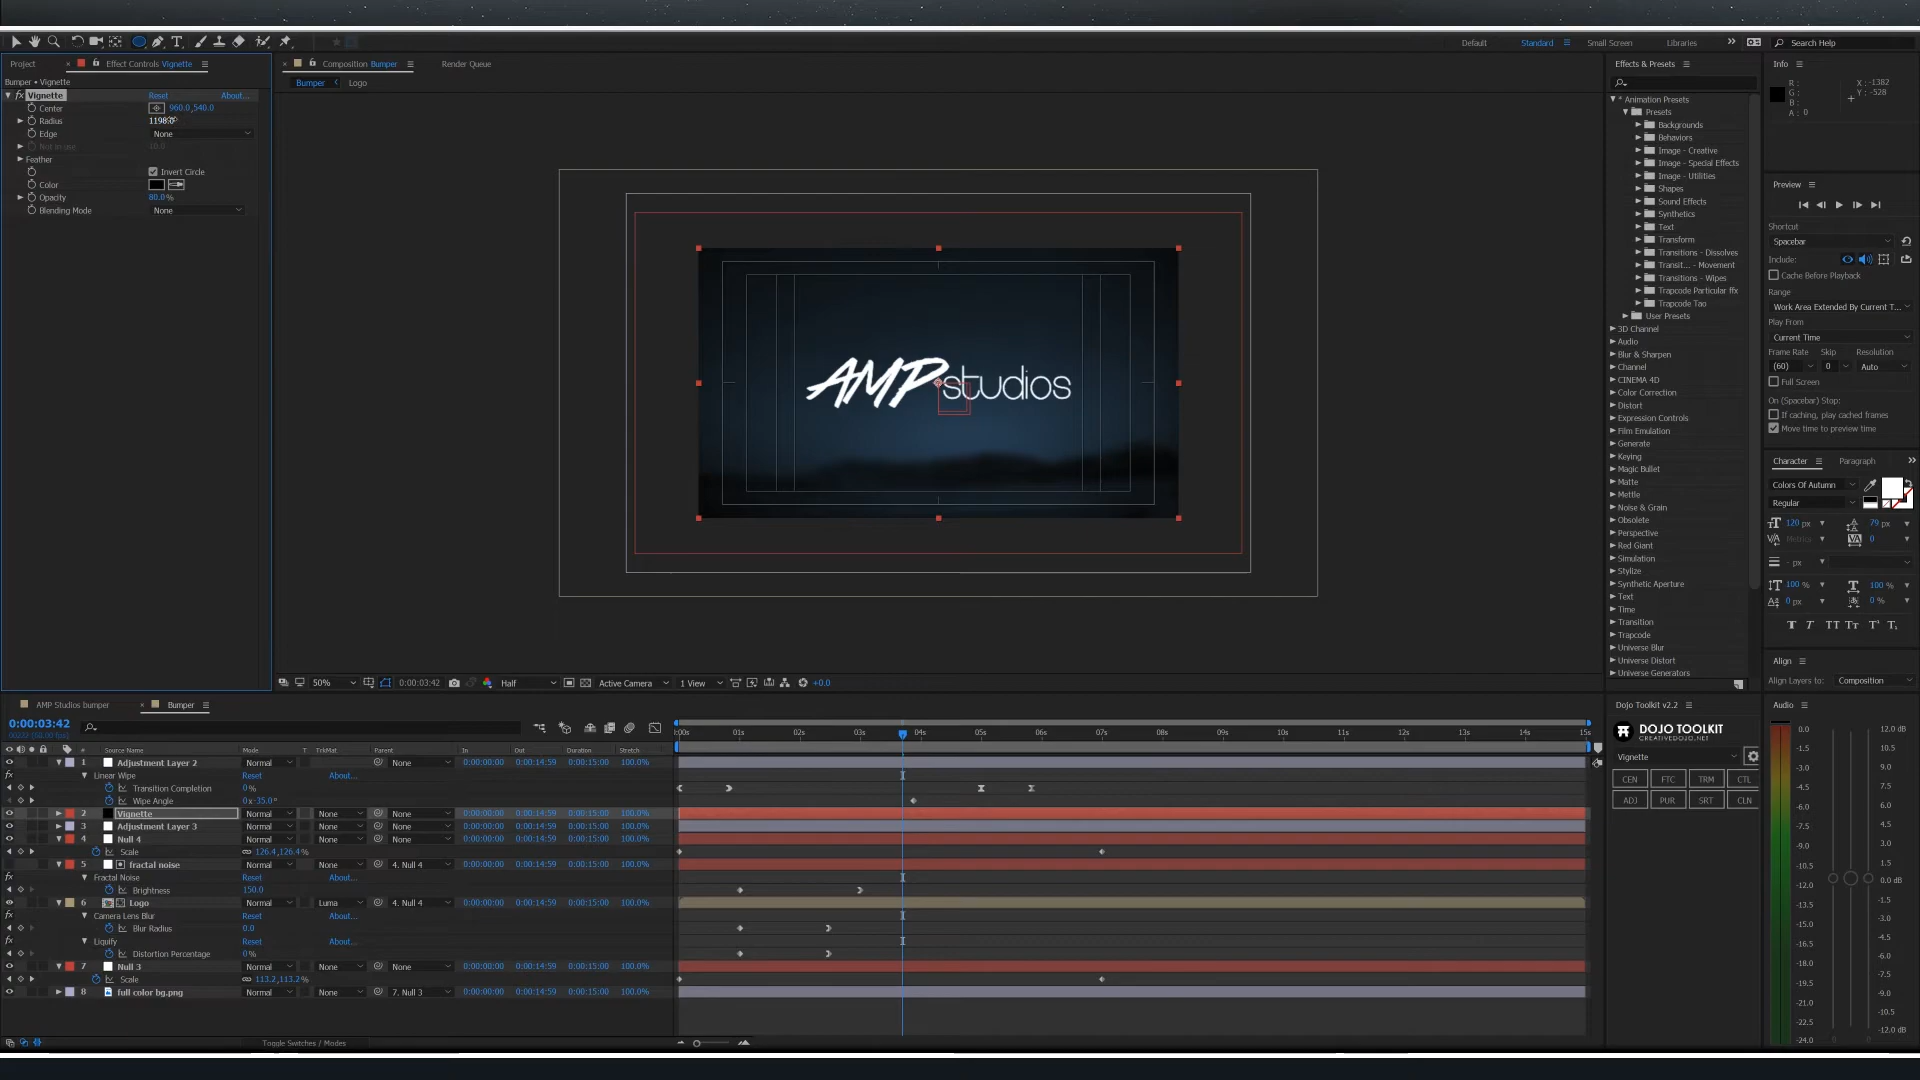 Default Standard Small Screen Libraries Search Help
Project Effect Controls Vignette
Bumper • Vignette
Vignette Reset About...
Center 960.0,540.0
Radius 1198.0
Edge None
Not in use 10.0
Feather
Invert Circle
Color
Opacity 80.0%
Blending Mode None
Composition Bumper Render Queue
Bumper Logo
AMP studios
50% 0:00:03:42 Half Active Camera 1 View +0.0
Effects & Presets
* Animation Presets
Presets
Backgrounds
Behaviors
Image - Creative
Image - Special Effects
Image - Utilities
Shapes
Sound Effects
Synthetics
Text
Transform
Transitions - Dissolves
Transit... - Movement
Transitions - Wipes
Trapcode Particular ffx
Trapcode Tao
User Presets
3D Channel
Audio
Blur & Sharpen
Channel
CINEMA 4D
Color Correction
Distort
Expression Controls
Film Emulation
Generate
Keying
Magic Bullet
Matte
Mettle
Noise & Grain
Obsolete
Perspective
Red Giant
Simulation
Stylize
Synthetic Aperture
Text
Time
Transition
Trapcode
Universe Blur
Universe Distort
Universe Generators
Info
R :
G :
B :
A : 0
X : -1382
Y : -528
Preview
Shortcut
Spacebar
Include:
Cache Before Playback
Range
Work Area Extended By Current T...
Play From
Current Time
Frame Rate Skip Resolution
(60) 0 Auto
Full Screen
On (Spacebar) Stop:
If caching, play cached frames
Move time to preview time
Character Paragraph
Colors Of Autumn
Regular
120 px 79 px
Metrics 0
- px
100 % 100 %
0 px 0 %
Align
Align Layers to: Composition
AMP Studios bumper Bumper
0:00:03:42
Source Name Mode T TrkMat Parent In Out Duration Stretch
1 Adjustment Layer 2 Normal None 0:00:00:00 0:00:14:59 0:00:15:00 100.0%
Linear Wipe Reset About...
Transition Completion 0 %
Wipe Angle 0 x-35.0°
2 Vignette Normal None None 0:00:00:00 0:00:14:59 0:00:15:00 100.0%
3 Adjustment Layer 3 Normal None None 0:00:00:00 0:00:14:59 0:00:15:00 100.0%
4 Null 4 Normal None None 0:00:00:00 0:00:14:59 0:00:15:00 100.0%
Scale 126.4,126.4%
5 fractal noise Normal None 4. Null 4 0:00:00:00 0:00:14:59 0:00:15:00 100.0%
Fractal Noise Reset About...
Brightness 150.0
6 Logo Normal Luma 4. Null 4 0:00:00:00 0:00:14:59 0:00:15:00 100.0%
Camera Lens Blur Reset About...
Blur Radius 0.0
Liquify Reset About...
Distortion Percentage 0 %
7 Null 3 Normal None None 0:00:00:00 0:00:14:59 0:00:15:00 100.0%
Scale 113.2,113.2%
8 full color bg.png Normal None 7. Null 3 0:00:00:00 0:00:14:59 0:00:15:00 100.0%
Toggle Switches / Modes
:00s 01s 02s 03s 04s 05s 06s 07s 08s 09s 10s 11s 12s 13s 14s 15s
Dojo Toolkit v2.2
DOJO TOOLKIT
CREATIVEDOJO.NET
Vignette
CEN FTC TRM CTL
ADJ PUR SRT CLN
Audio
0.0 12.0 dB
-1.5 10.5
-3.0 9.0
-4.5 7.5
-6.0 6.0
-7.5 4.5
-9.0 3.0
-10.5 1.5
-12.0 0.0 dB
-13.5 -1.5
-15.0 -3.0
-16.5 -4.5
-18.0 -6.0
-19.5 -7.5
-21.0 -9.0
-22.5 -10.5
-24.0 -12.0 dB